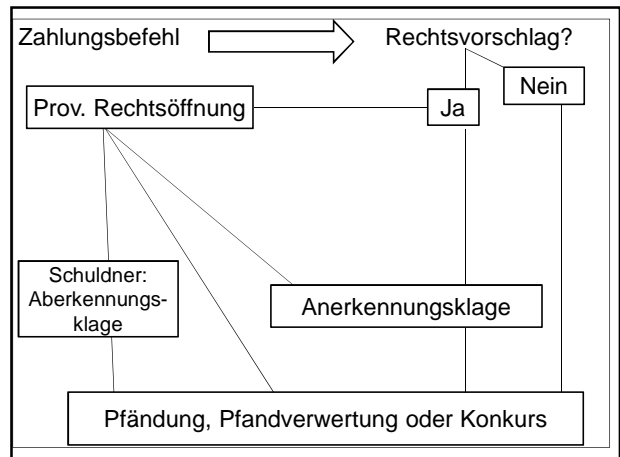 Zahlungsbefehl
Rechtsvorschlag?
Nein
Prov. Rechtsöffnung
Ja
Schuldner:
Aberkennungs-
klage
Anerkennungsklage
Pfändung, Pfandverwertung oder Konkurs